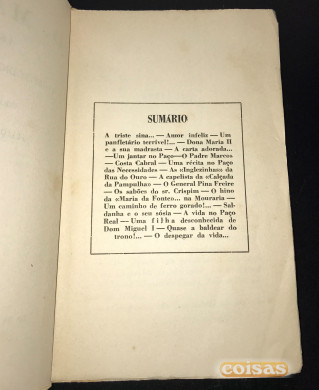 SUMÁRIO
A triste sina... — Amor infeliz — Um
panfletário terrível!... — Dona Maria II
e a sua madrasta — A carta adorada...
— Um jantar no Paço — O Padre Marcos
— Costa Cabral — Uma récita no Paço
das Necessidades — As «Inglezinhas» da
Rua do Ouro — A capelista da «Calçada
da Pampulha» — O General Pina Freire
— Os sabões do sr. Crispim — O hino
da «Maria da Fonte»... na Mouraria —
Um caminho de ferro gorado!... — Sal-
danha e o seu sósia — A vida no Paço
Real — Uma filha desconhecida de
Dom Miguel I — Quase a baldear do
trono!... — O despegar da vida...
coisas